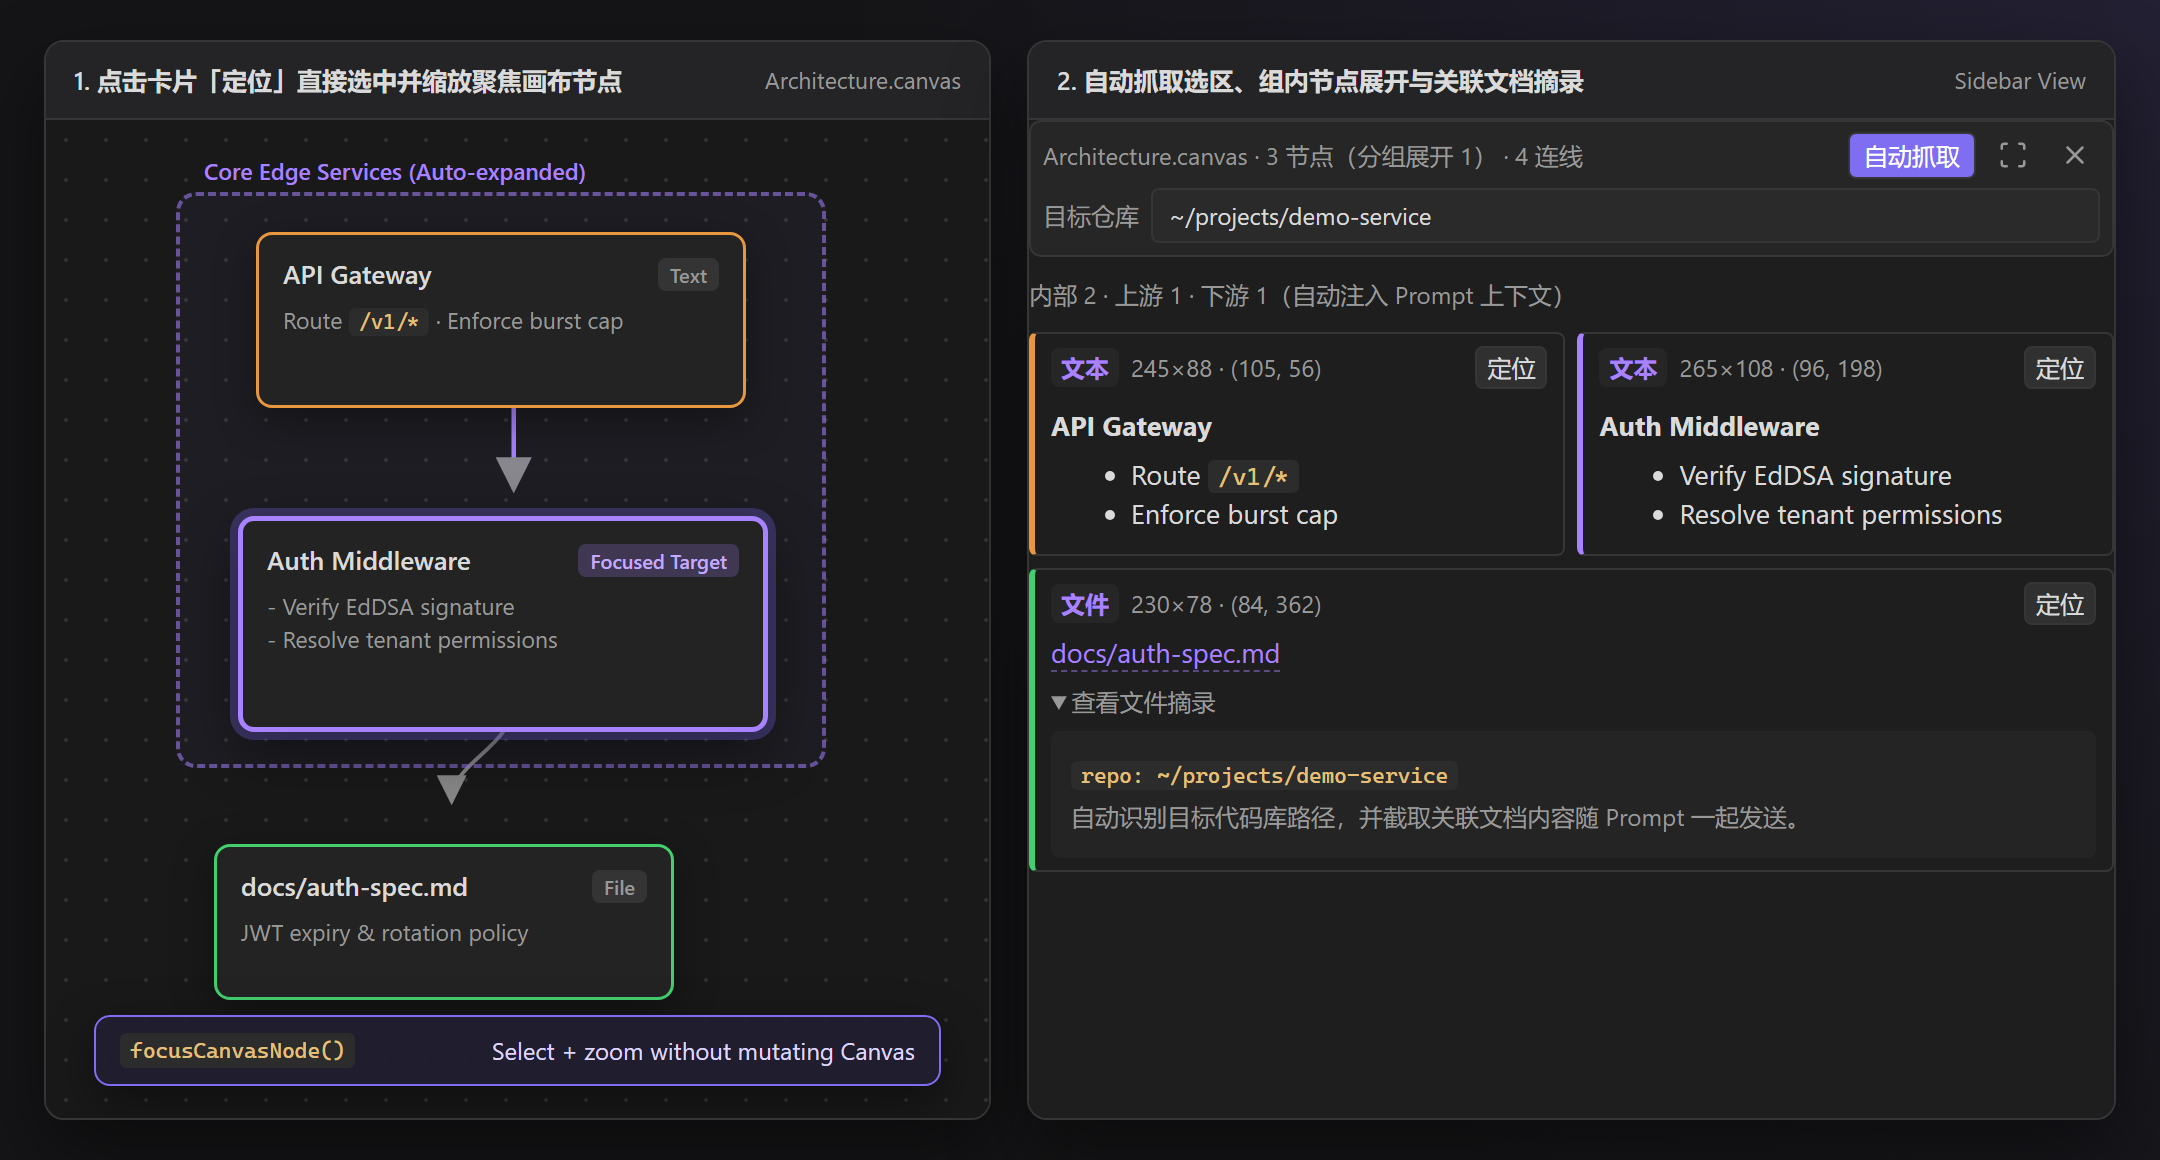 1. 点击卡片「定位」直接选中并缩放聚焦画布节点
Architecture.canvas
Core Edge Services (Auto-expanded)
API Gateway
Text
Route /v1/* · Enforce burst cap
Auth Middleware
Focused Target
- Verify EdDSA signature
- Resolve tenant permissions
docs/auth-spec.md
File
JWT expiry & rotation policy
focusCanvasNode()
Select + zoom without mutating Canvas
2. 自动抓取选区、组内节点展开与关联文档摘录
Sidebar View
Architecture.canvas · 3 节点（分组展开 1） · 4 连线
自动抓取
目标仓库
~/projects/demo-service
内部 2 · 上游 1 · 下游 1（自动注入 Prompt 上下文）
文本
245×88 · (105, 56)
定位
API Gateway
• Route /v1/*
• Enforce burst cap
文本
265×108 · (96, 198)
定位
Auth Middleware
• Verify EdDSA signature
• Resolve tenant permissions
文件
230×78 · (84, 362)
定位
docs/auth-spec.md
▼查看文件摘录
repo: ~/projects/demo-service
自动识别目标代码库路径，并截取关联文档内容随 Prompt 一起发送。